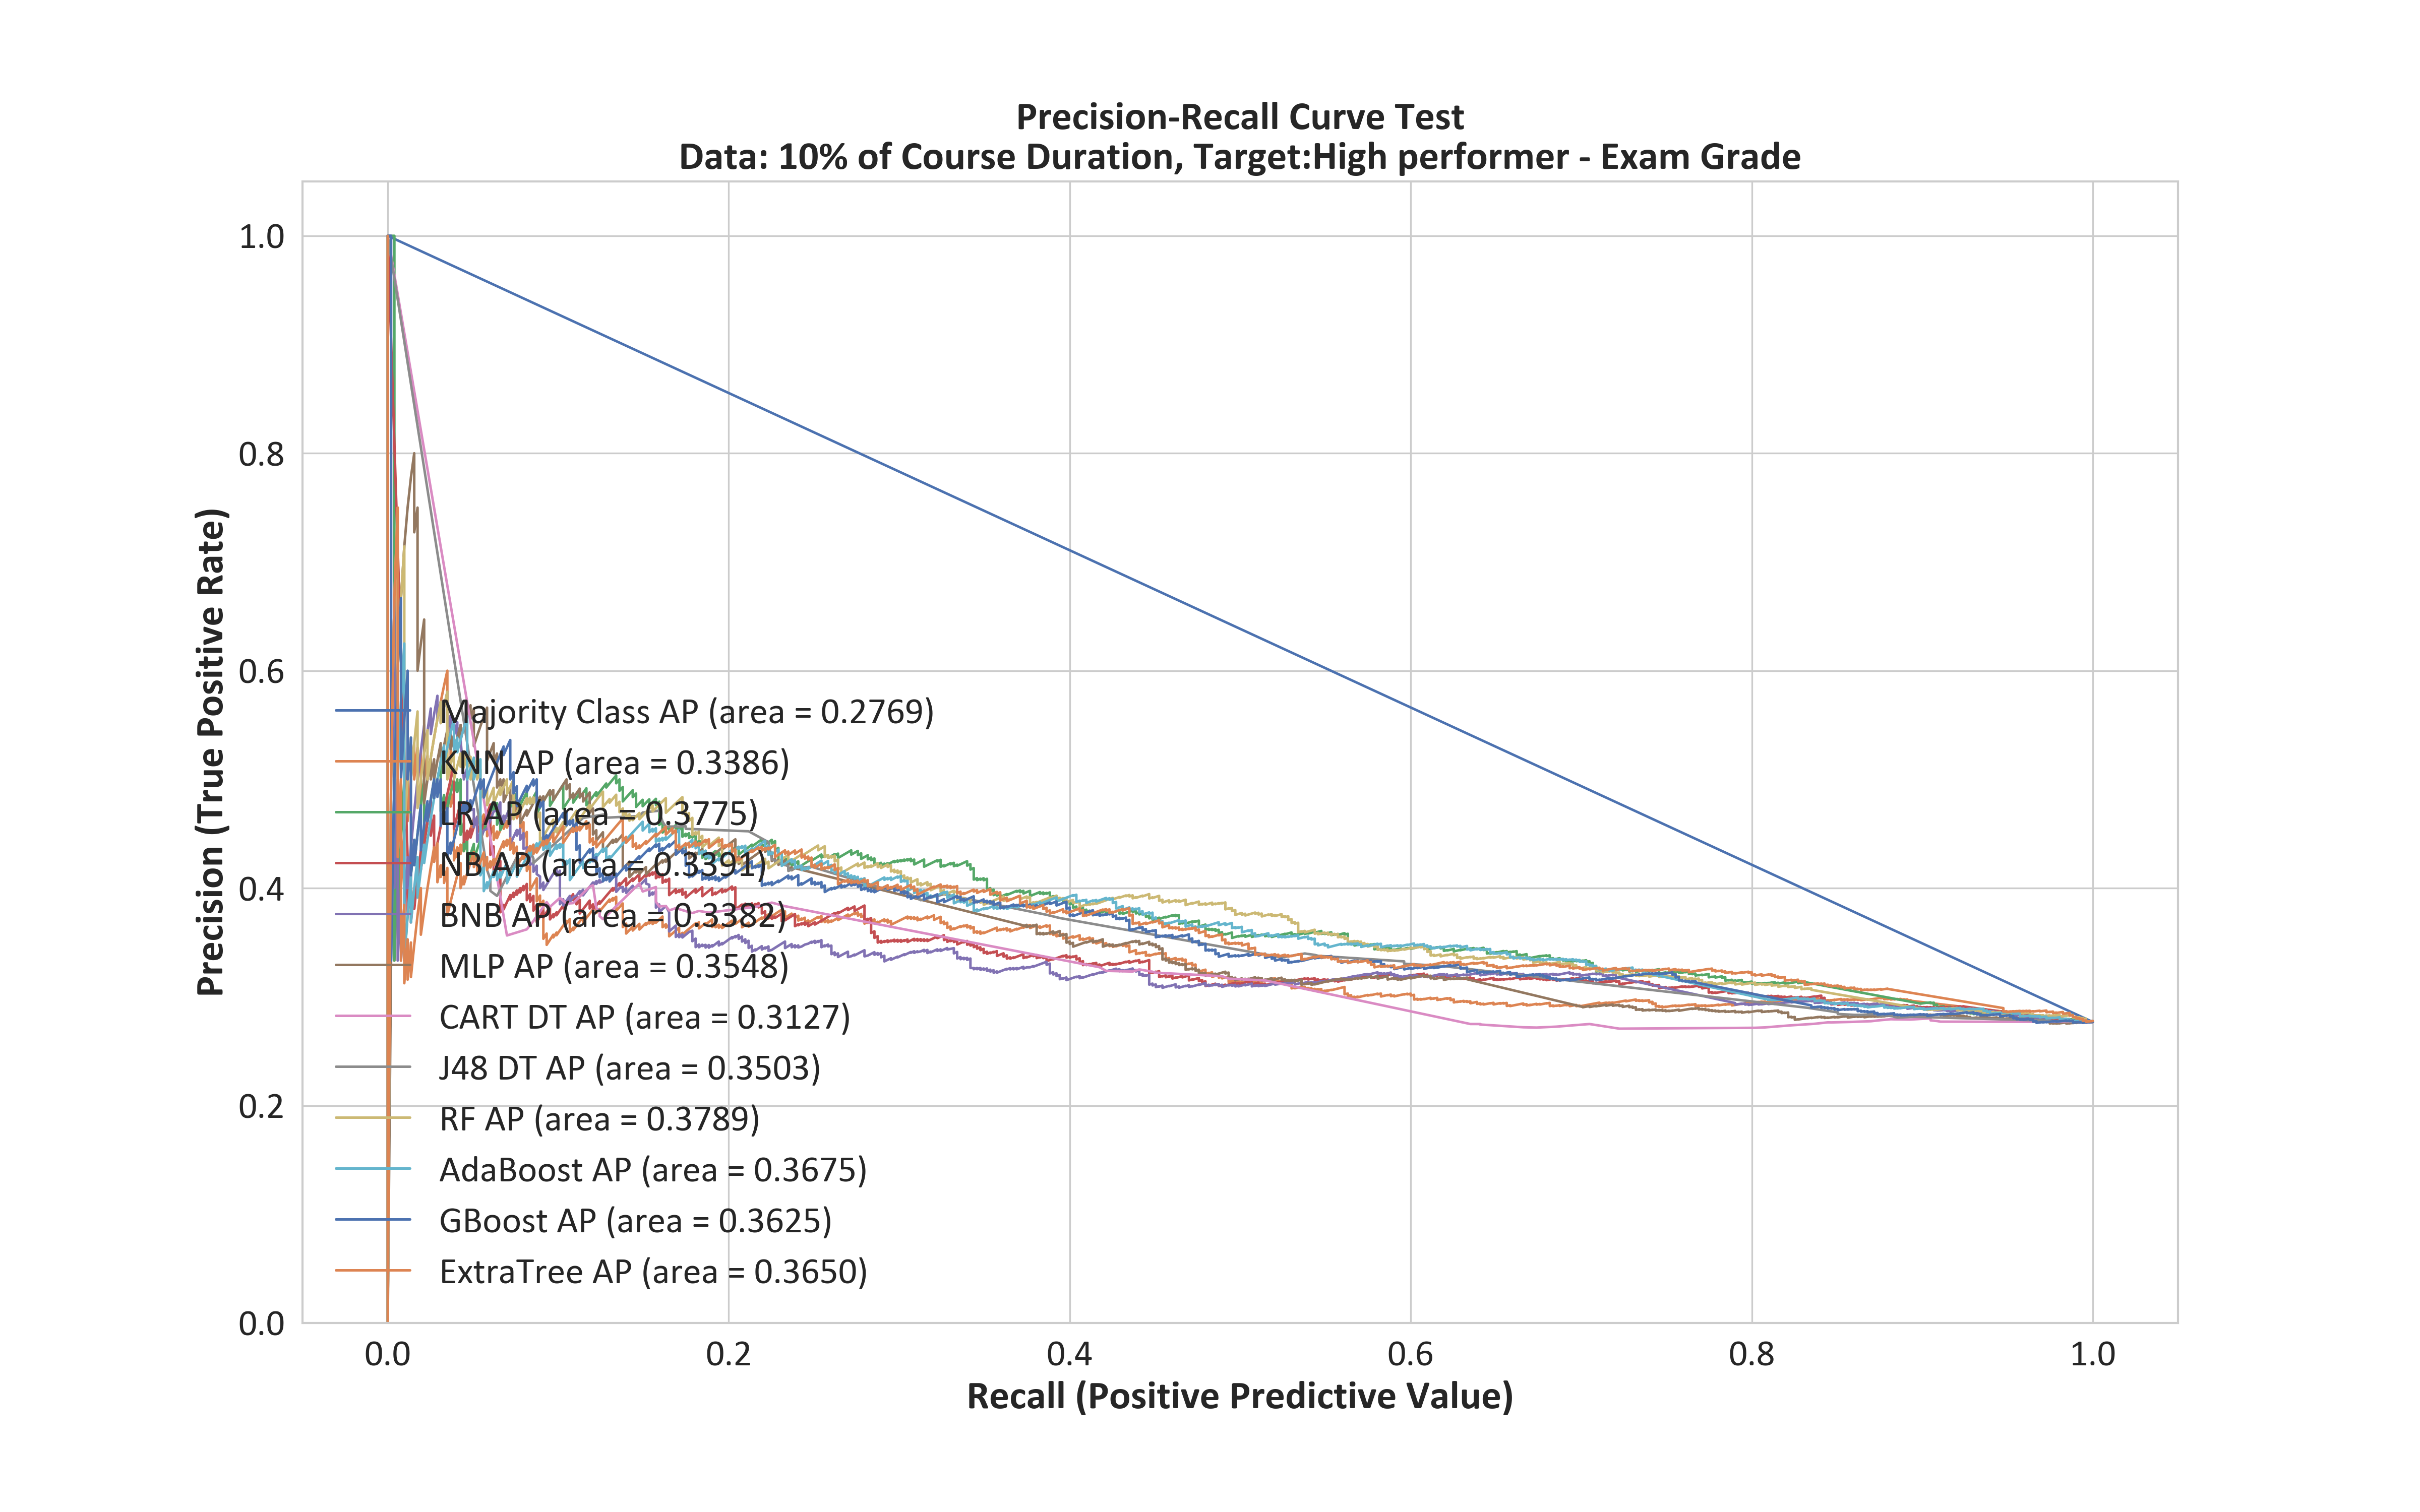 Precision-Recall Curve Test
Data: 10% of Course Duration, Target:High performer - Exam Grade
Precision (True Positive Rate)
1.0
0.8
0.6
0.4
0.2
0.0
Majority Class AP (area = 0.2769)
KNN AP (area = 0.3386)
LR AP (area = 0.3775)
NB AP (area = 0.3391)
BNB AP (area = 0.3382)
MLP AP (area = 0.3548)
CART DT AP (area = 0.3127)
J48 DT AP (area = 0.3503)
RF AP (area = 0.3789)
AdaBoost AP (area = 0.3675)
GBoost AP (area = 0.3625)
ExtraTree AP (area = 0.3650)
0.0 0.2 0.4 0.6 0.8 1.0
Recall (Positive Predictive Value)